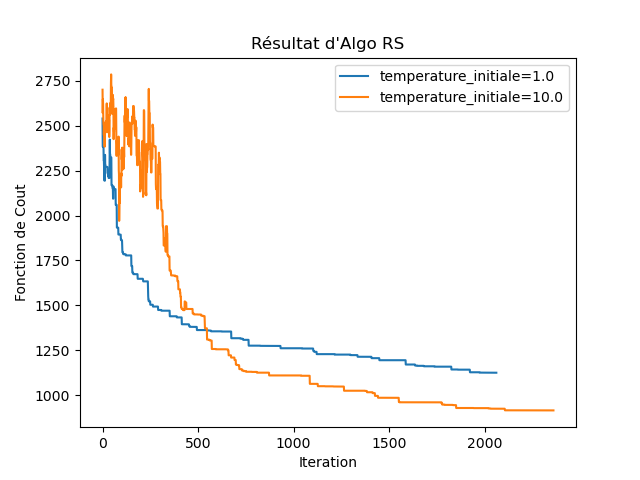 Résultat d'Algo RS
temperature_initiale=1.0
temperature_initiale=10.0
Fonction de Cout
2750
2500
2250
2000
1750
1500
1250
1000
0
500
1000
1500
2000
Iteration